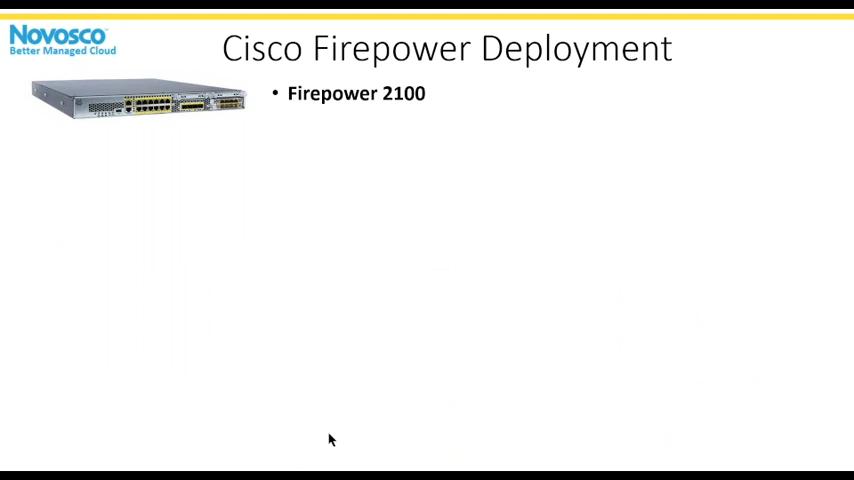 Novosco
Better Managed Cloud
Cisco Firepower Deployment
• Firepower 2100